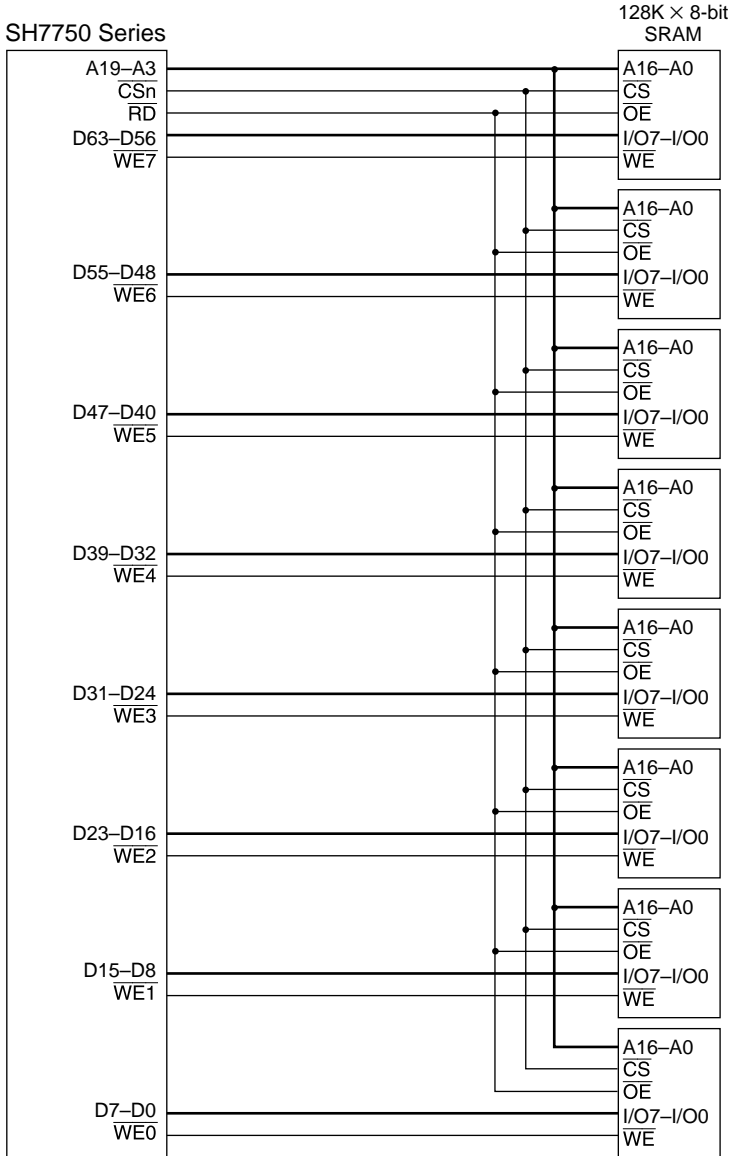 128K × 8-bit
SRAM
SH7750 Series
A19–A3
CSn
RD
D63–D56
WE7
A16–A0
CS
OE
I/O7–I/O0
WE
D55–D48
WE6
A16–A0
CS
OE
I/O7–I/O0
WE
D47–D40
WE5
A16–A0
CS
OE
I/O7–I/O0
WE
D39–D32
WE4
A16–A0
CS
OE
I/O7–I/O0
WE
D31–D24
WE3
A16–A0
CS
OE
I/O7–I/O0
WE
D23–D16
WE2
A16–A0
CS
OE
I/O7–I/O0
WE
D15–D8
WE1
A16–A0
CS
OE
I/O7–I/O0
WE
D7–D0
WE0
A16–A0
CS
OE
I/O7–I/O0
WE